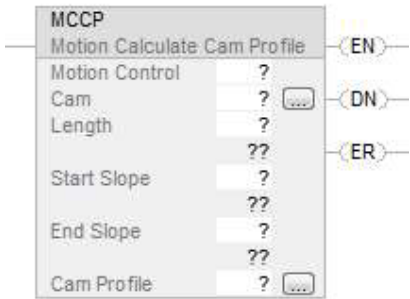 MCCP
Motion Calculate Cam Profile
(EN)
Motion Control ?
Cam ? ...
(DN)
Length ?
??
(ER)
Start Slope ?
??
End Slope ?
??
Cam Profile ? ...